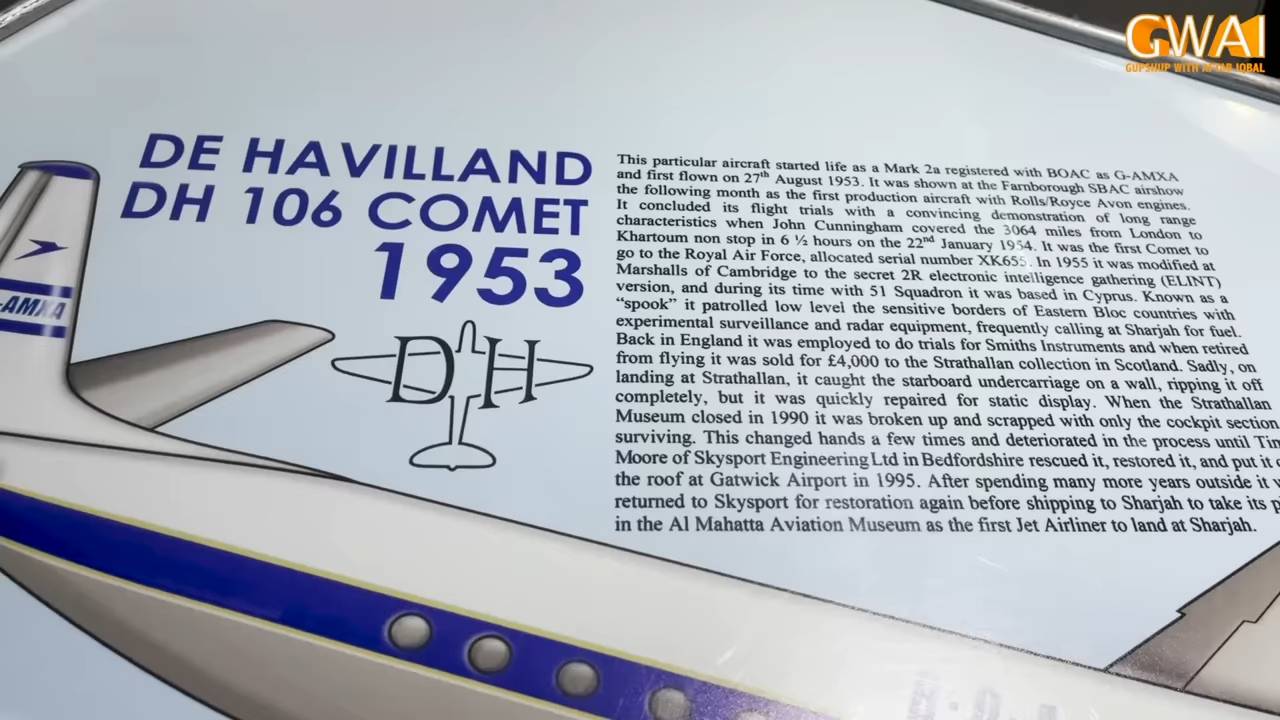 GWAI
GUPSHUP WITH AFTAB IQBAL
DE HAVILLAND
DH 106 COMET
1953
-AMXA
DH
This particular aircraft started life as a Mark 2a registered with BOAC as G-AMXA
and first flown on 27th August 1953. It was shown at the Farnborough SBAC airshow
the following month as the first production aircraft with Rolls/Royce Avon engines.
It concluded its flight trials with a convincing demonstration of long range
characteristics when John Cunningham covered the 3064 miles from London to
Khartoum non stop in 6 ½ hours on the 22nd January 1954. It was the first Comet to
go to the Royal Air Force, allocated serial number XK655. In 1955 it was modified at
Marshalls of Cambridge to the secret 2R electronic intelligence gathering (ELINT)
version, and during its time with 51 Squadron it was based in Cyprus. Known as a
“spook” it patrolled low level the sensitive borders of Eastern Bloc countries with
experimental surveillance and radar equipment, frequently calling at Sharjah for fuel.
Back in England it was employed to do trials for Smiths Instruments and when retired
from flying it was sold for £4,000 to the Strathallan collection in Scotland. Sadly, on
landing at Strathallan, it caught the starboard undercarriage on a wall, ripping it off
completely, but it was quickly repaired for static display. When the Strathallan
Museum closed in 1990 it was broken up and scrapped with only the cockpit section
surviving. This changed hands a few times and deteriorated in the process until Tim
Moore of Skysport Engineering Ltd in Bedfordshire rescued it, restored it, and put it
the roof at Gatwick Airport in 1995. After spending many more years outside it
returned to Skysport for restoration again before shipping to Sharjah to take its
in the Al Mahatta Aviation Museum as the first Jet Airliner to land at Sharjah.